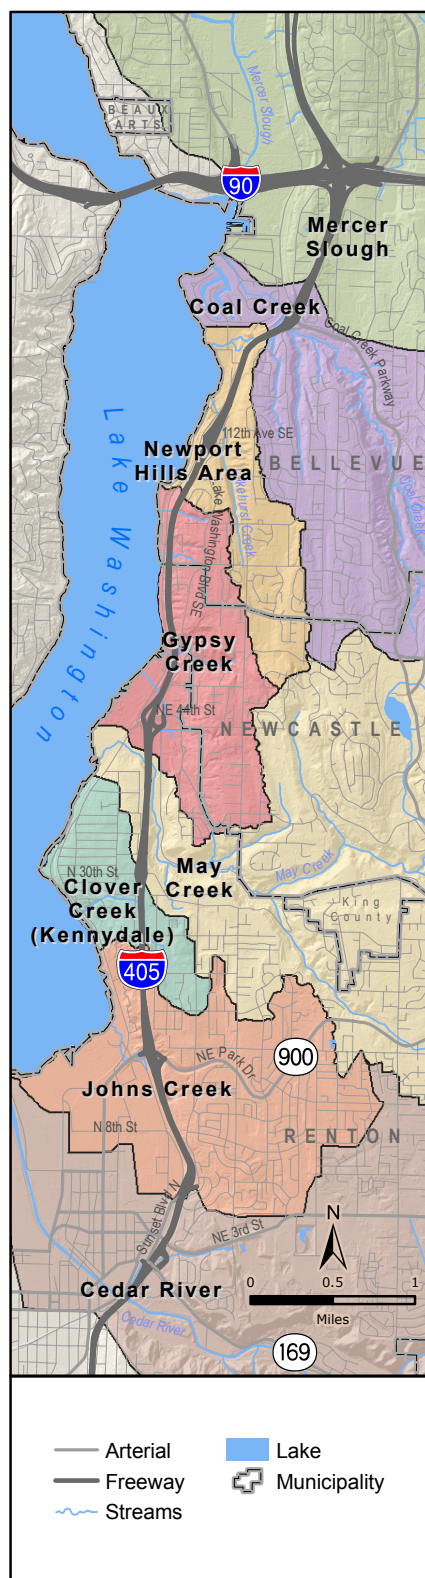 BEAUX
ARTS
Mercer Slough
90
Mercer
Slough
Coal Creek
Coal Creek Parkway
112th Ave SE
Newport
Hills Area
BELLEVUE
Lake Washington
Lakehurst Creek
Lake Washington Blvd SE
Coal Creek
Gypsy
Creek
NE 44th St
NEWCASTLE
May
Creek
May Creek
N 30th St
Clover
Creek
(Kennydale)
King
County
405
900
NE Park Dr
Johns Creek
N 8th St
RENTON
Sunset Blvd N
NE 3rd St
N
Cedar River
0 0.5 1
Miles
Cedar River
169
Arterial
Lake
Freeway
Municipality
Streams